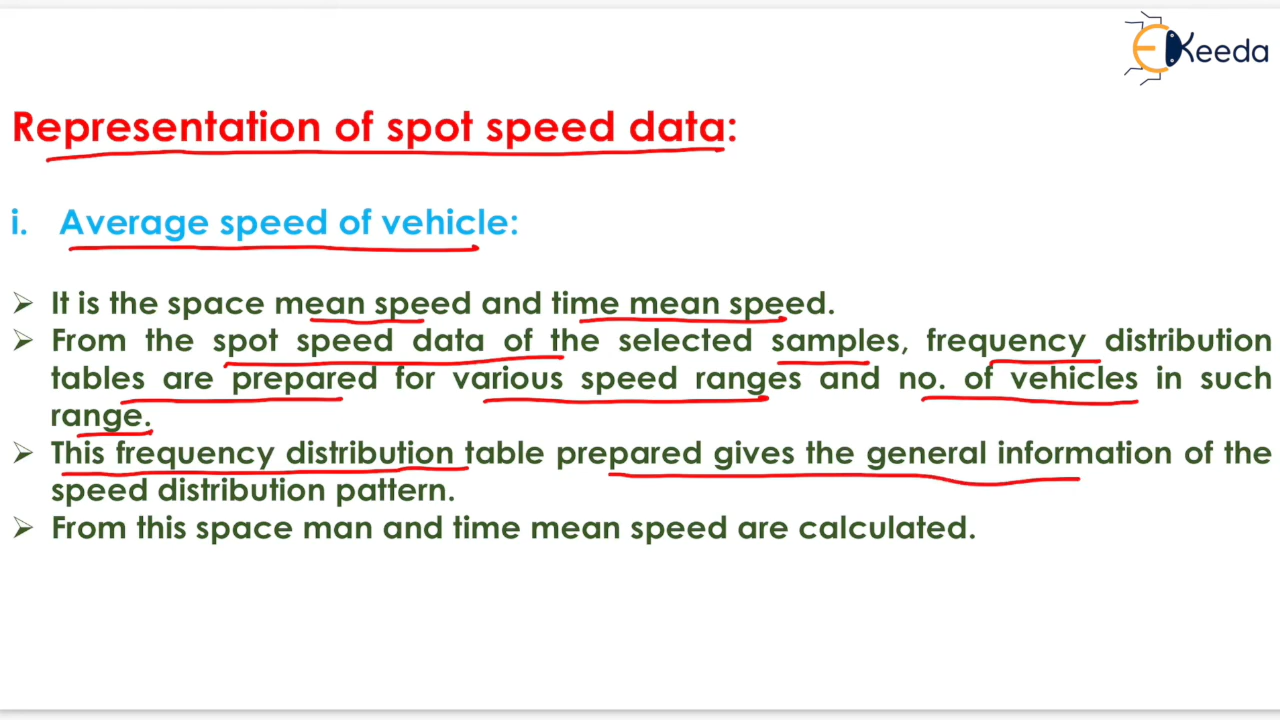 EKeeda
Representation of spot speed data:
i. Average speed of vehicle:
➢ It is the space mean speed and time mean speed.
➢ From the spot speed data of the selected samples, frequency distribution
tables are prepared for various speed ranges and no. of vehicles in such
range.
➢ This frequency distribution table prepared gives the general information of the
speed distribution pattern.
➢ From this space man and time mean speed are calculated.